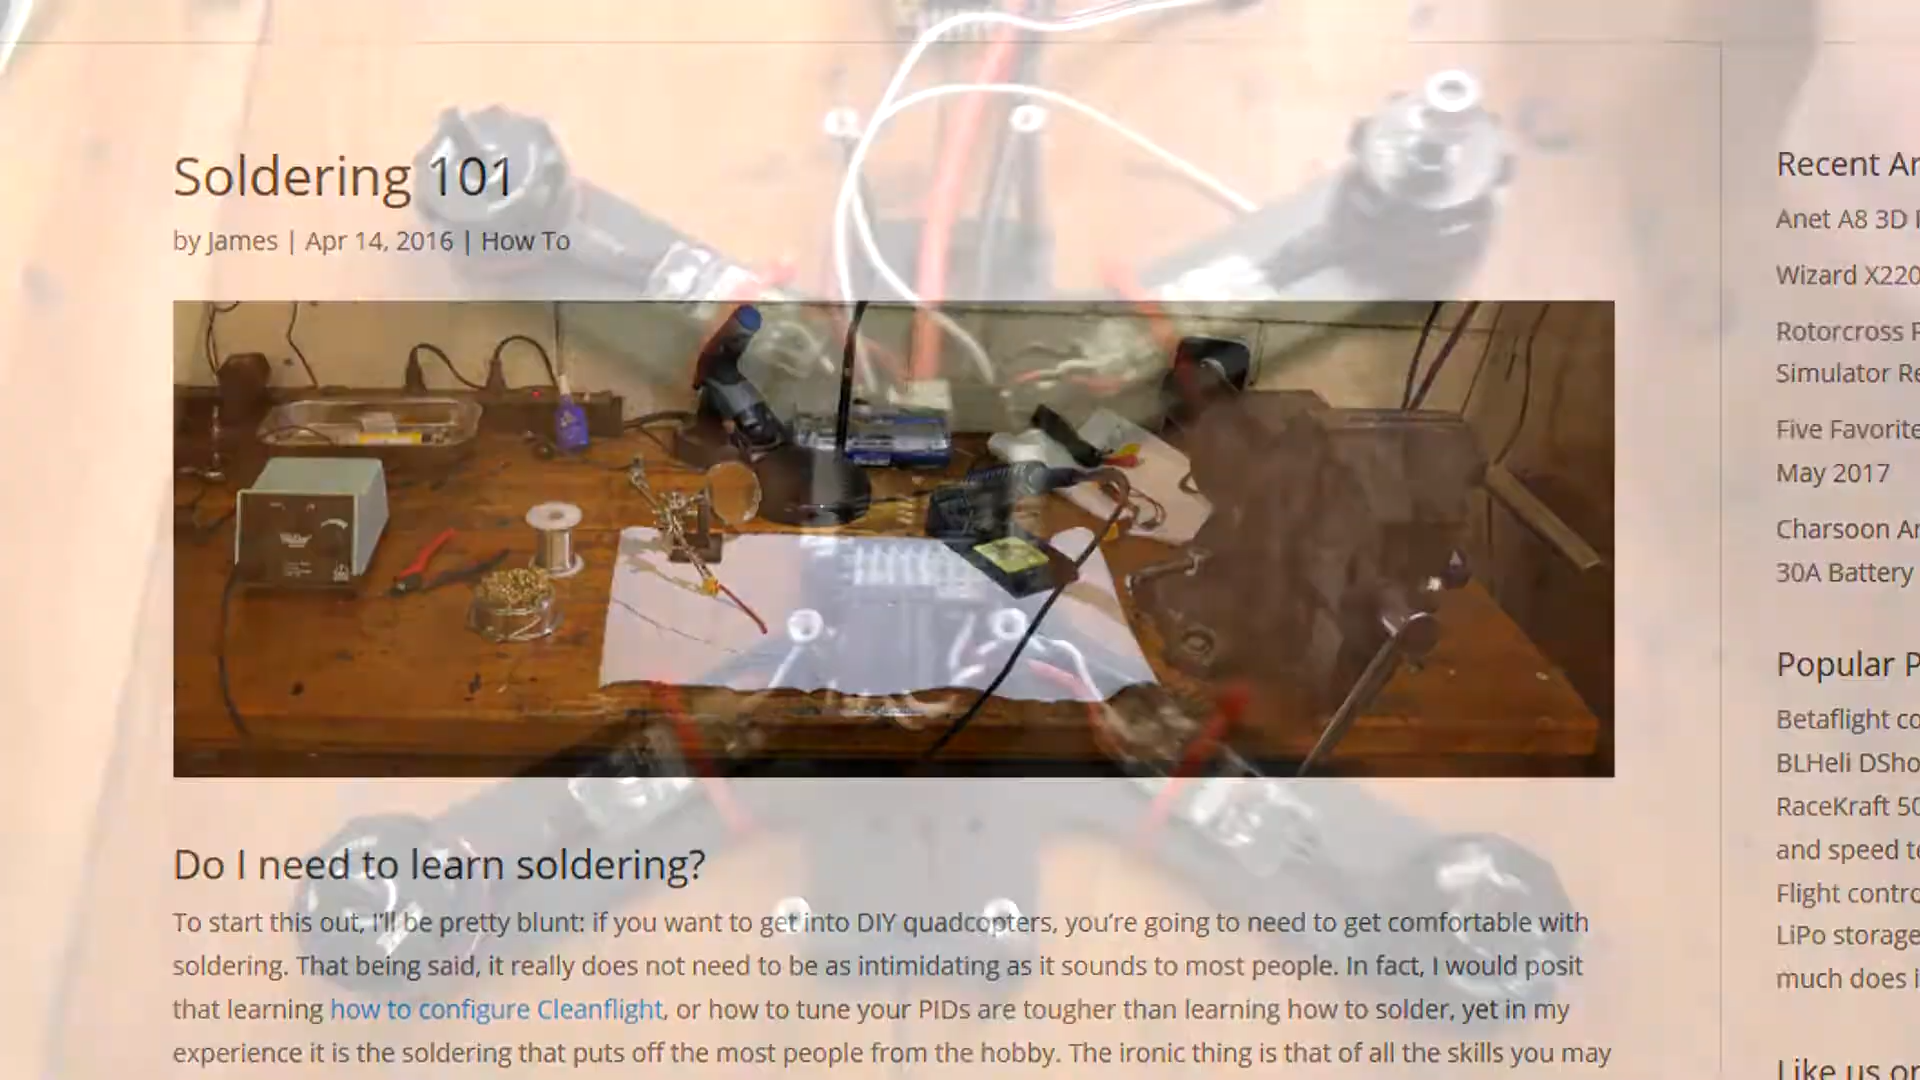 Soldering 101
by James | Apr 14, 2016 | How To
Do I need to learn soldering?
To start this out, I'll be pretty blunt: if you want to get into DIY quadcopters, you're going to need to get comfortable with
soldering. That being said, it really does not need to be as intimidating as it sounds to most people. In fact, I would posit
that learning how to configure Cleanflight, or how to tune your PIDs are tougher than learning how to solder, yet in my
experience it is the soldering that puts off the most people from the hobby. The ironic thing is that of all the skills you may
Recent
Anet A8 3D
Wizard X220
Rotorcross
Simulator
Five Favorite
May 2017
Charsoon
30A Battery
Popular
Betaflight
BLHeli
RaceKraft
and speed
Flight
LiPo storage
much does
Like us